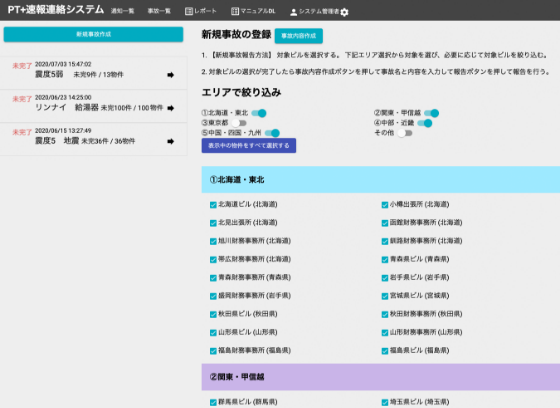 PT+速報連絡システム 通知一覧 事故一覧 レポート マニュアルDL システム管理者
新規事故作成
未完了 2020/07/03 15:47:02
震度5弱 未完9件 / 13物件
未完了 2020/06/23 14:25:00
リンナイ 給湯器 未完100件 / 100物件
未完了 2020/06/15 13:27:49
震度5 地震 未完36件 / 36物件
新規事故の登録 事故内容作成
1. 【新規事故報告方法】 対象ビルを選択する。 下記エリア選択から対象を選び、必要に応じて対象ビルを絞り込む。
2. 対象ビルの選択が完了したら事故内容作成ボタンを押して事故名と内容を入力して報告ボタンを押して報告を行う。
エリアで絞り込み
①北海道・東北 ②関東・甲信越
③東京都 ④中部・近畿
⑤中国・四国・九州 その他
表示中の物件をすべて選択する
①北海道・東北
北海道ビル (北海道) 小樽出張所 (北海道)
北見出張所 (北海道) 函館財務事務所 (北海道)
旭川財務事務所 (北海道) 釧路財務事務所 (北海道)
帯広財務事務所 (北海道) 青森県ビル (青森県)
青森財務事務所 (青森県) 岩手県ビル (岩手県)
盛岡財務事務所 (岩手県) 宮城県ビル (宮城県)
秋田県ビル (秋田県) 秋田財務事務所 (秋田県)
山形県ビル (山形県) 山形財務事務所 (山形県)
福島財務事務所 (福島県) 福島県ビル (福島県)
②関東・甲信越
群馬県ビル (群馬県) 埼玉県ビル (埼玉県)